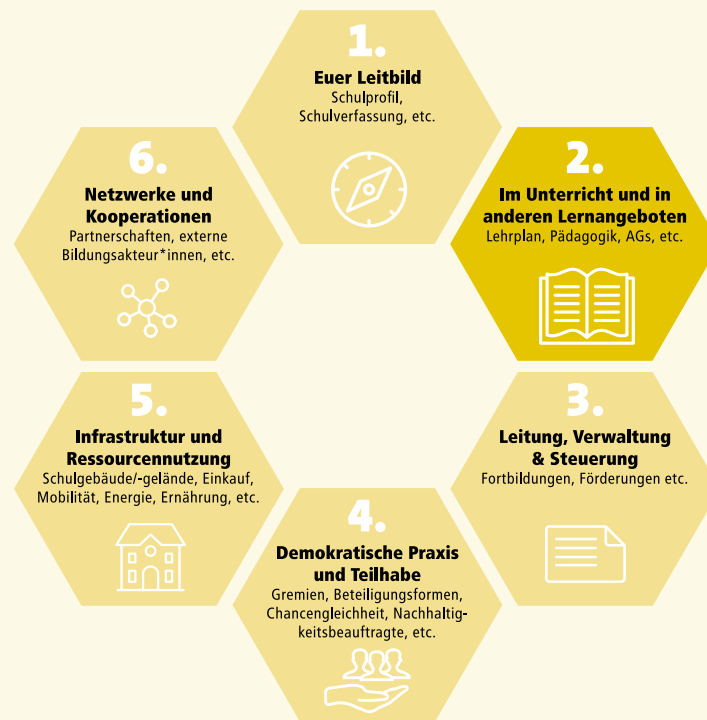 1.
Euer Leitbild
Schulprofil,
Schulverfassung, etc.
2.
Im Unterricht und in
anderen Lernangeboten
Lehrplan, Pädagogik, AGs, etc.
3.
Leitung, Verwaltung
& Steuerung
Fortbildungen, Förderungen etc.
4.
Demokratische Praxis
und Teilhabe
Gremien, Beteiligungsformen,
Chancengleichheit, Nachhaltig-
keitsbeauftragte, etc.
5.
Infrastruktur und
Ressourcennutzung
Schulgebäude/-gelände, Einkauf,
Mobilität, Energie, Ernährung, etc.
6.
Netzwerke und
Kooperationen
Partnerschaften, externe
Bildungsakteur*innen, etc.